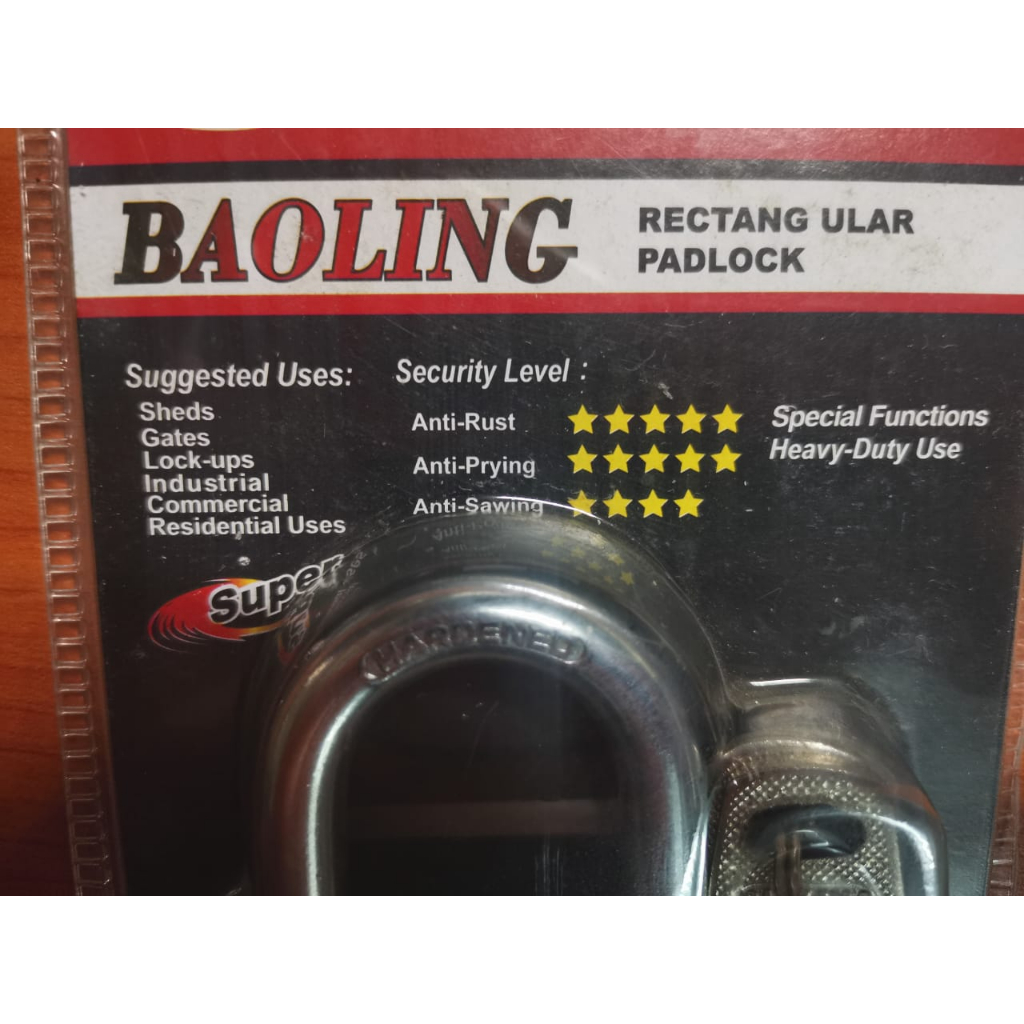 BAOLING
RECTANG ULAR
PADLOCK
Suggested Uses:
Sheds
Gates
Lock-ups
Industrial
Commercial
Residential Uses
Security Level :
Anti-Rust
Anti-Prying
Anti-Sawing
Special Functions
Heavy-Duty Use
Super
HARDENED